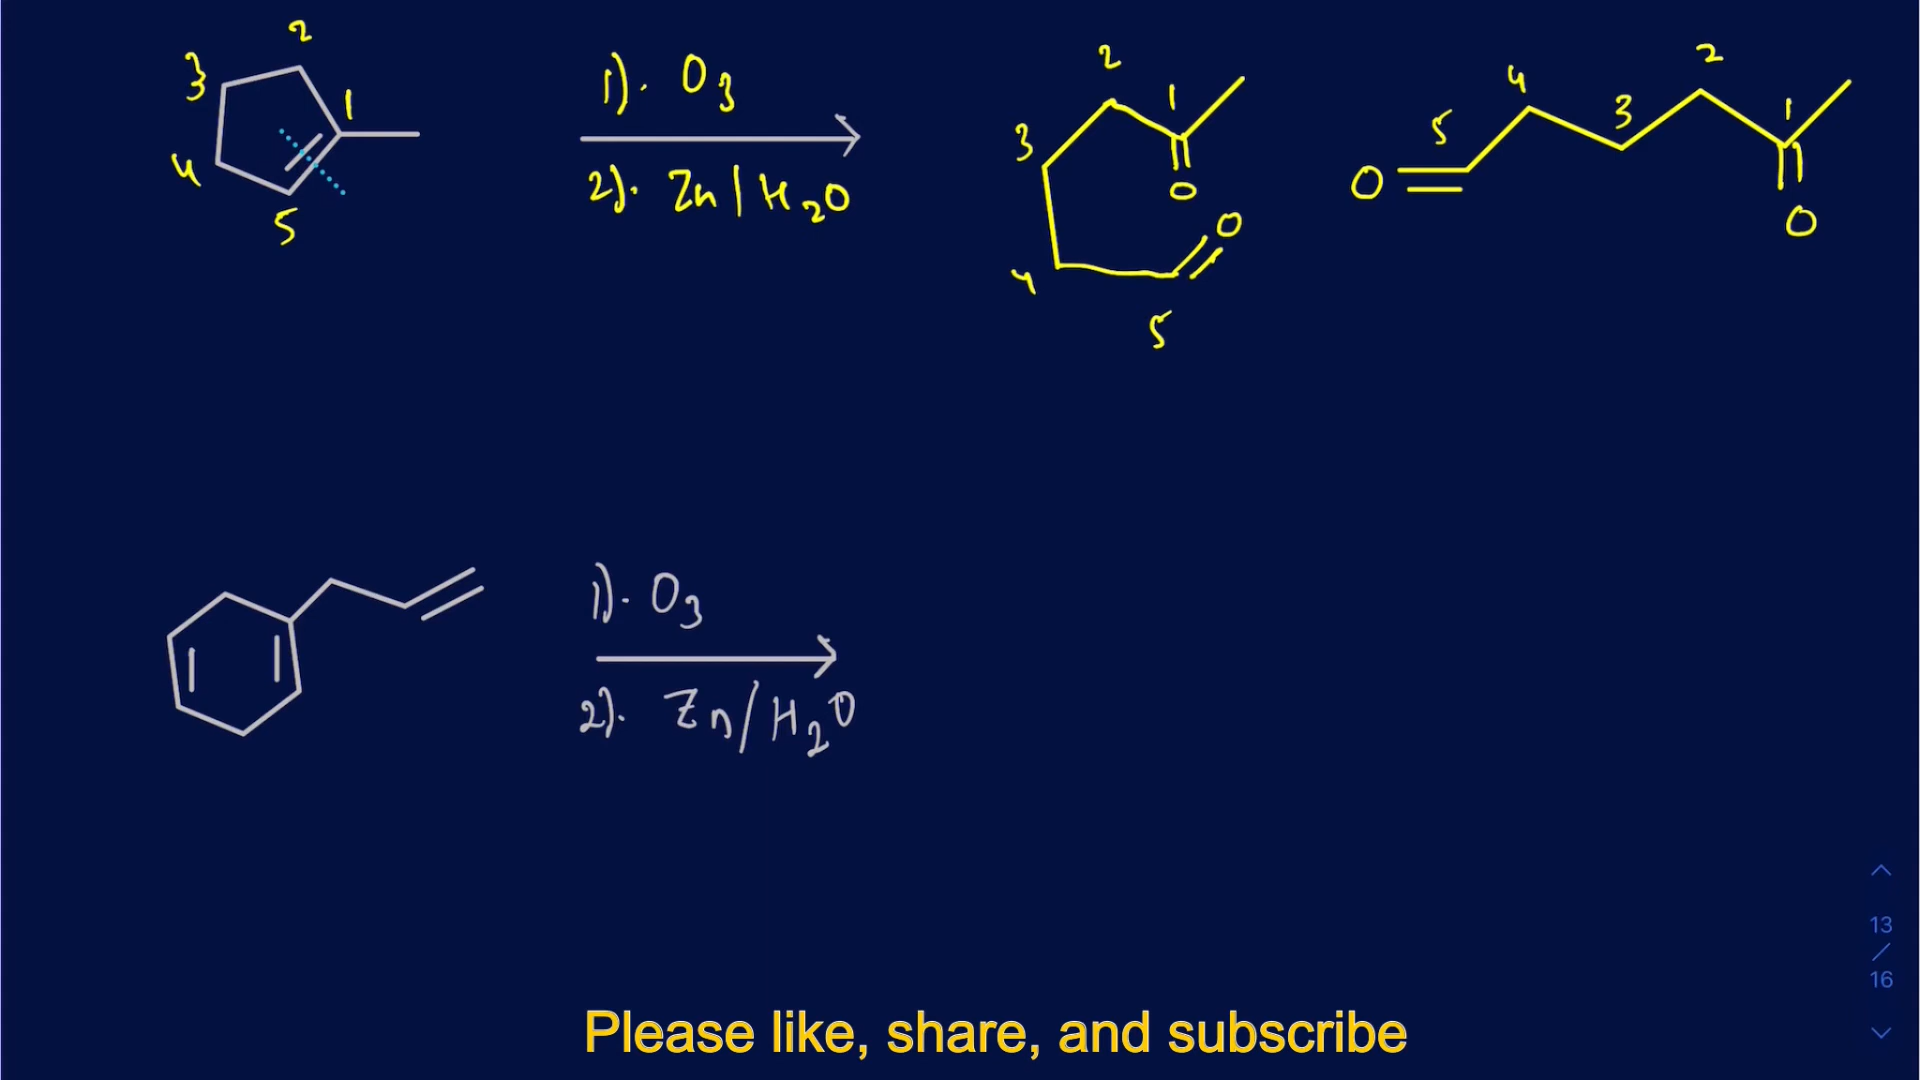 2
3
1
4
5
1). O3
2). Zn/H2O
2
1
3
O
O
4
5
2
4
1
3
5
O
O
1). O3
2). Zn/H2O
13
/
16
Please like, share, and subscribe